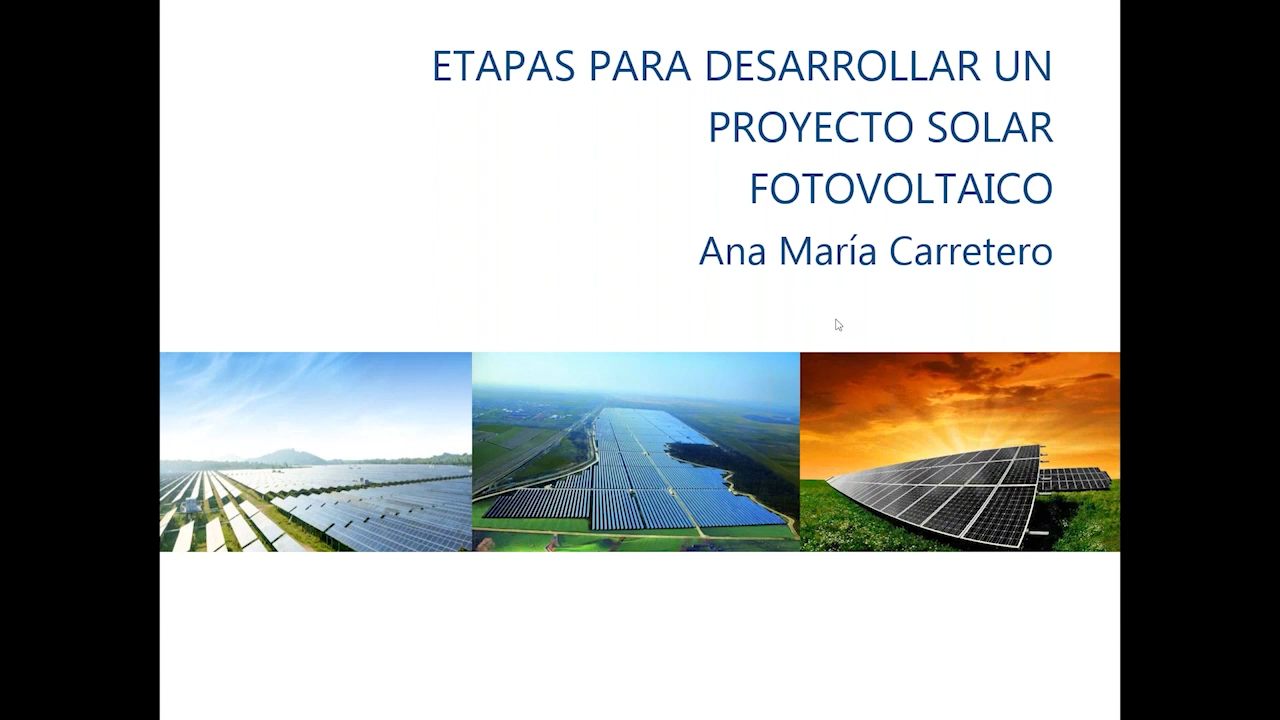 ETAPAS PARA DESARROLLAR UN
PROYECTO SOLAR
FOTOVOLTAICO
Ana María Carretero